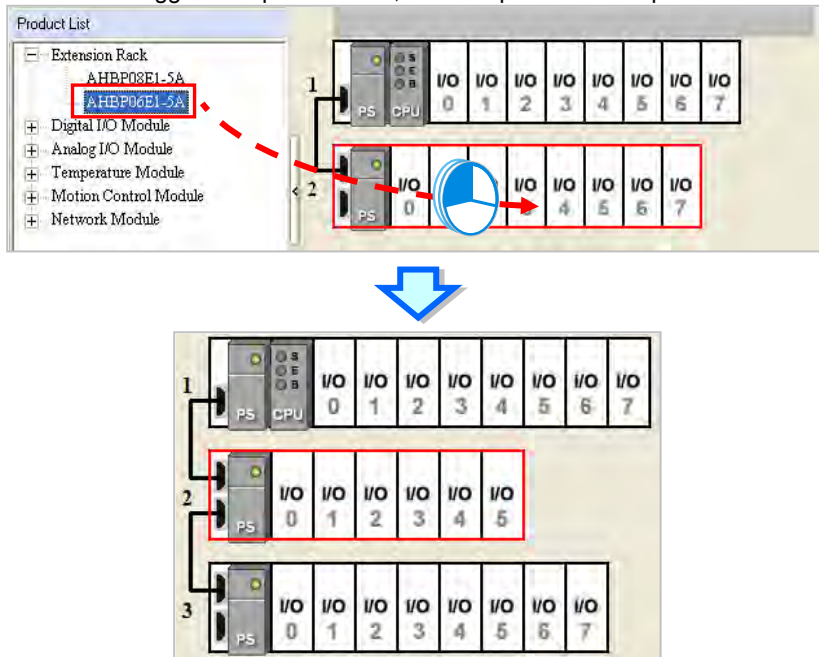 Product List
Extension Rack
AHBP08E1-5A
AHBP06E1-5A
Digital I/O Module
Analog I/O Module
Temperature Module
Motion Control Module
Network Module
<
1
PS CPU I/O 0 I/O 1 I/O 2 I/O 3 I/O 4 I/O 5 I/O 6 I/O 7
S
E
B
2
PS I/O 0 I/O I/O 4 I/O 5 I/O 6 I/O 7
1
PS CPU I/O 0 I/O 1 I/O 2 I/O 3 I/O 4 I/O 5 I/O 6 I/O 7
S
E
B
2
PS I/O 0 I/O 1 I/O 2 I/O 3 I/O 4 I/O 5
3
PS I/O 0 I/O 1 I/O 2 I/O 3 I/O 4 I/O 5 I/O 6 I/O 7